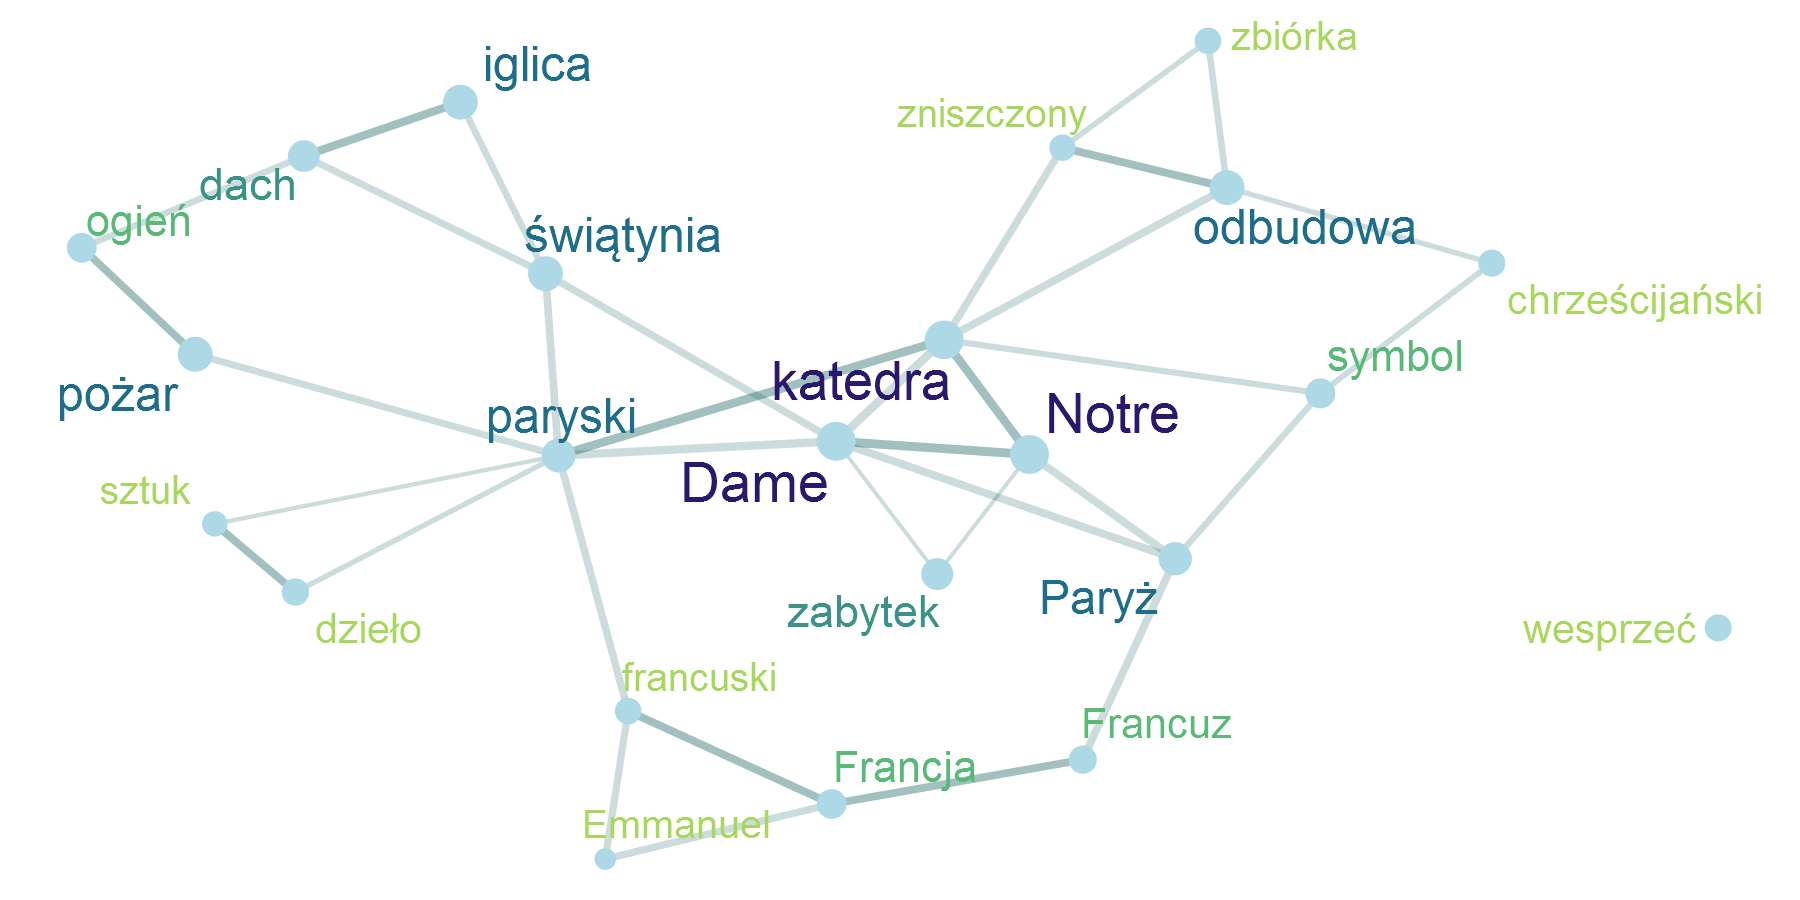 zbiórka
iglica
zniszczony
dach
ogień
świątynia
odbudowa
chrześcijański
symbol
katedra
pożar
paryski
Notre
Dame
sztuk
Paryż
zabytek
dzieło
wesprzeć
francuski
Francuz
Francja
Emmanuel